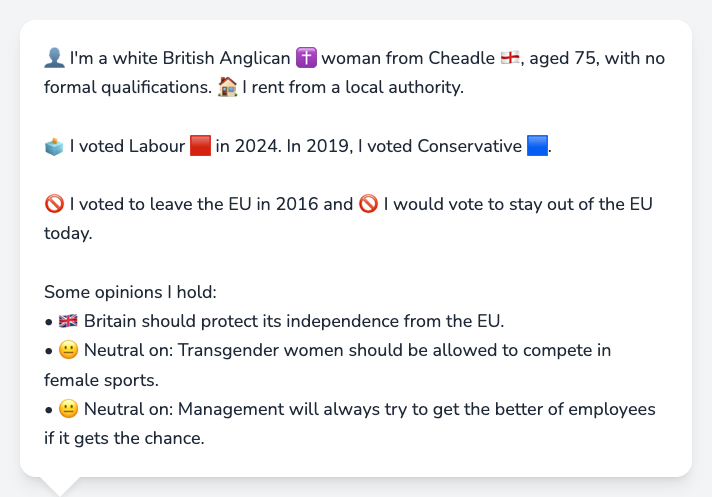 👤 I'm a white British Anglican ✝️ woman from Cheadle 🏴󠁧󠁢󠁥󠁮󠁧󠁿, aged 75, with no
formal qualifications. 🏠 I rent from a local authority.
🗳️ I voted Labour 🟥 in 2024. In 2019, I voted Conservative 🟦.
🚫 I voted to leave the EU in 2016 and 🚫 I would vote to stay out of the EU
today.
Some opinions I hold:
• 🇬🇧 Britain should protect its independence from the EU.
• 😐 Neutral on: Transgender women should be allowed to compete in
female sports.
• 😐 Neutral on: Management will always try to get the better of employees
if it gets the chance.